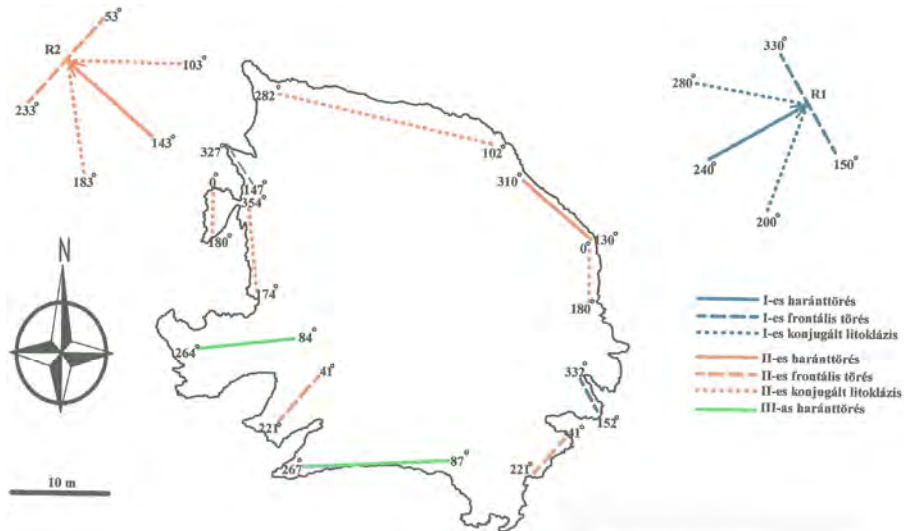 53°
R2
103°
233°
143°
183°
282°
102°
327°
0°
147°
354°
180°
174°
310°
130°
0°
180°
330°
280°
R1
240°
150°
200°
N
84°
264°
41°
221°
332°
152°
41°
221°
267°
87°
10 m
I-es haránttörés
I-es frontális törés
I-es konjugált litoklázis
II-es haránttörés
II-es frontális törés
II-es konjugált litoklázis
III-as haránttörés